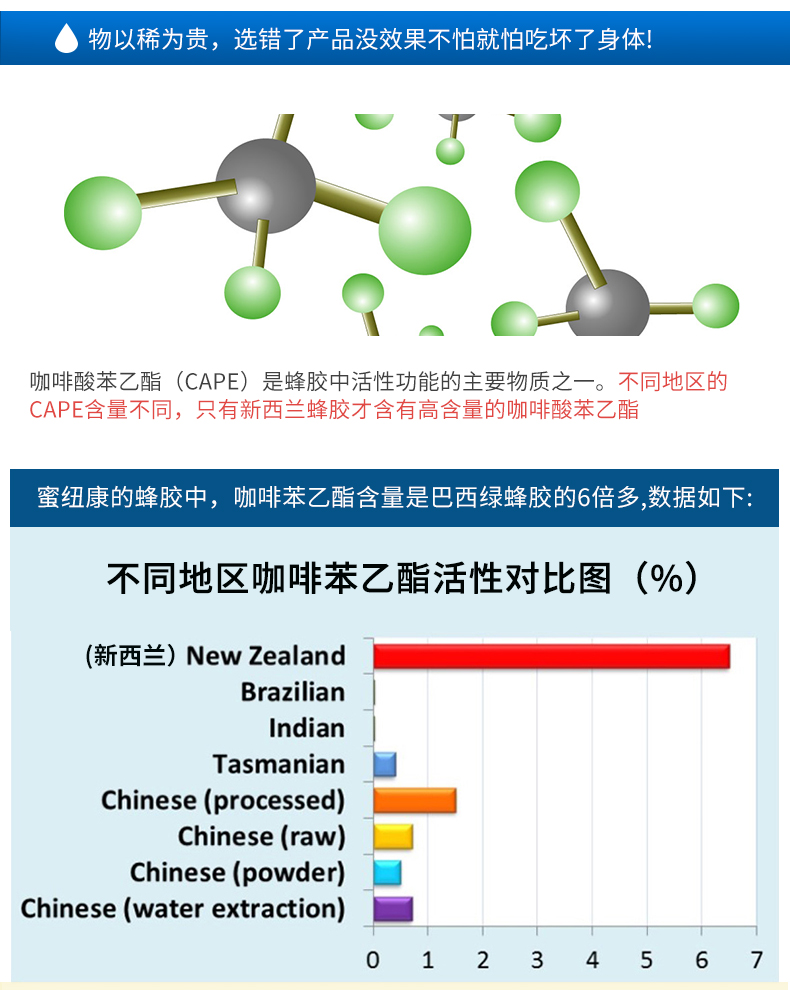 物以稀为贵，选错了产品没效果不怕就怕吃坏了身体!
咖啡酸苯乙酯（CAPE）是蜂胶中活性功能的主要物质之一。不同地区的
CAPE含量不同，只有新西兰蜂胶才含有高含量的咖啡酸苯乙酯
蜜纽康的蜂胶中，咖啡苯乙酯含量是巴西绿蜂胶的6倍多,数据如下:
不同地区咖啡苯乙酯活性对比图（%）
(新西兰) New Zealand
Brazilian
Indian
Tasmanian
Chinese (processed)
Chinese (raw)
Chinese (powder)
Chinese (water extraction)
0 1 2 3 4 5 6 7